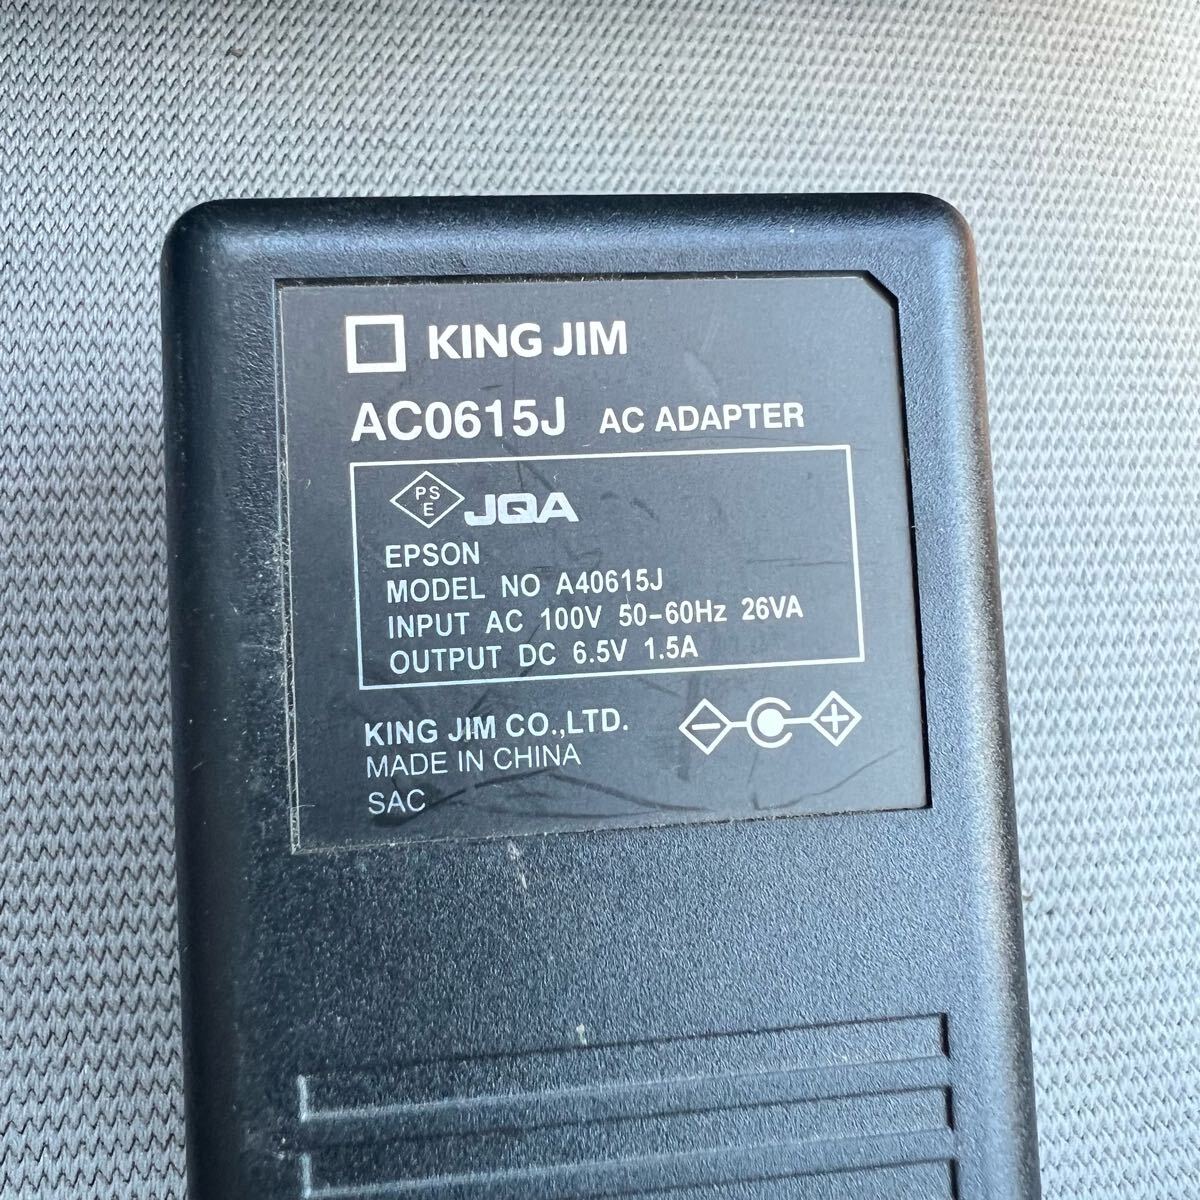 KING JIM
AC0615J AC ADAPTER
PS
E
JQA
EPSON
MODEL NO A40615J
INPUT AC 100V 50-60Hz 26VA
OUTPUT DC 6.5V 1.5A
KING JIM CO.,LTD.
MADE IN CHINA
SAC